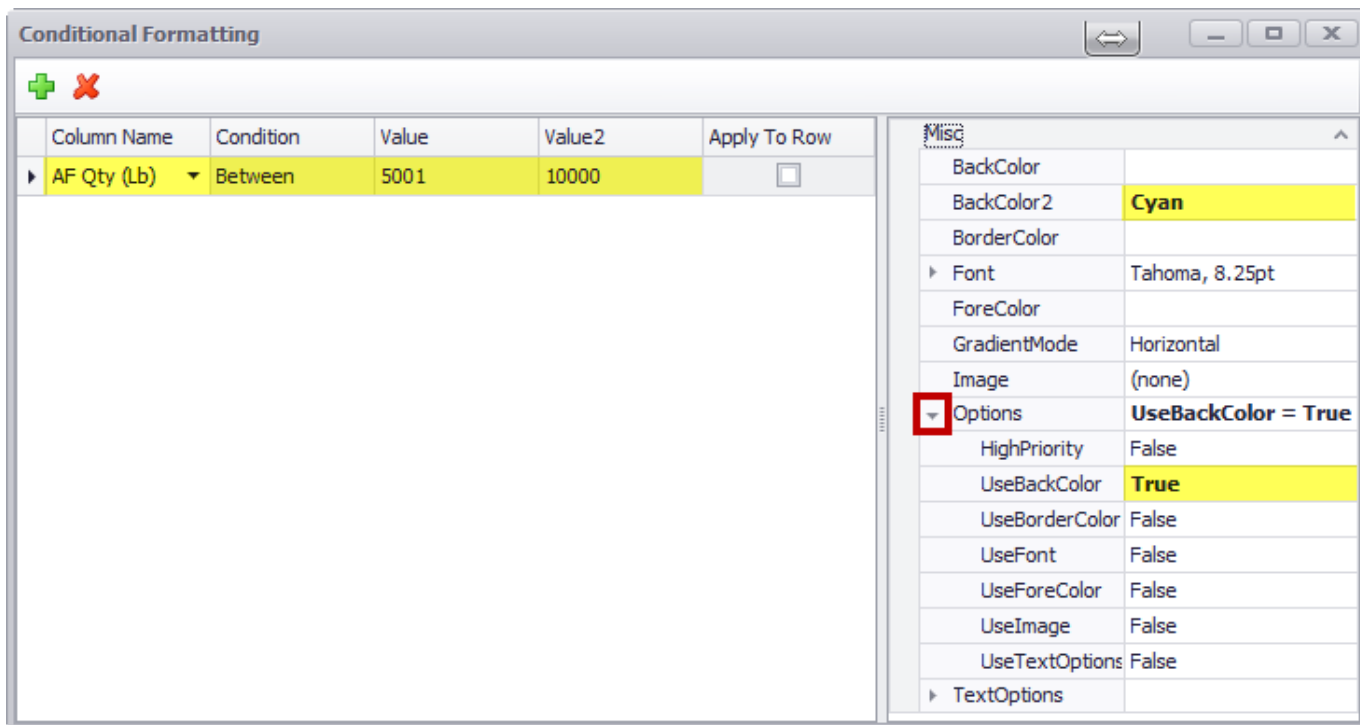 Conditional Formatting
Column Name Condition Value Value2 Apply To Row
AF Qty (Lb) Between 5001 10000
Misc
BackColor
BackColor2 Cyan
BorderColor
Font Tahoma, 8.25pt
ForeColor
GradientMode Horizontal
Image (none)
Options UseBackColor = True
HighPriority False
UseBackColor True
UseBorderColor False
UseFont False
UseForeColor False
UseImage False
UseTextOptions False
TextOptions